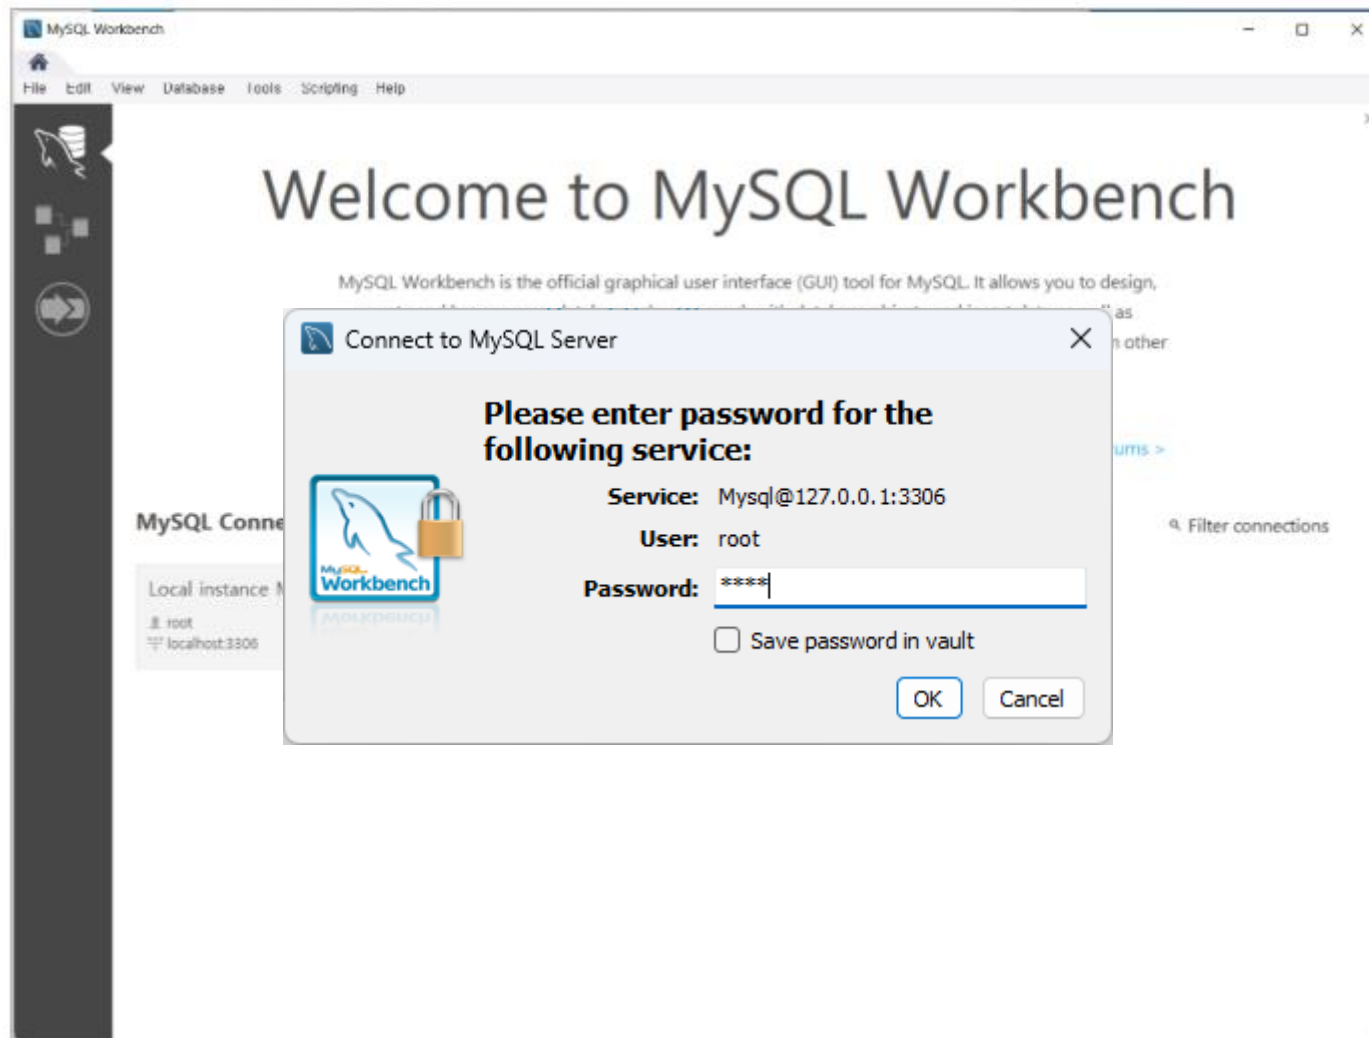 MySQL Workbench
File Edit View Database Tools Scripting Help
Welcome to MySQL Workbench
MySQL Workbench is the official graphical user interface (GUI) tool for MySQL. It allows you to design,
as
other
Connect to MySQL Server
Please enter password for the
following service:
Service: Mysql@127.0.0.1:3306
User: root
Password: ****
Save password in vault
OK Cancel
MySQL
Workbench
MySQL Conne
Filter connections
Local instance
root
localhost:3306